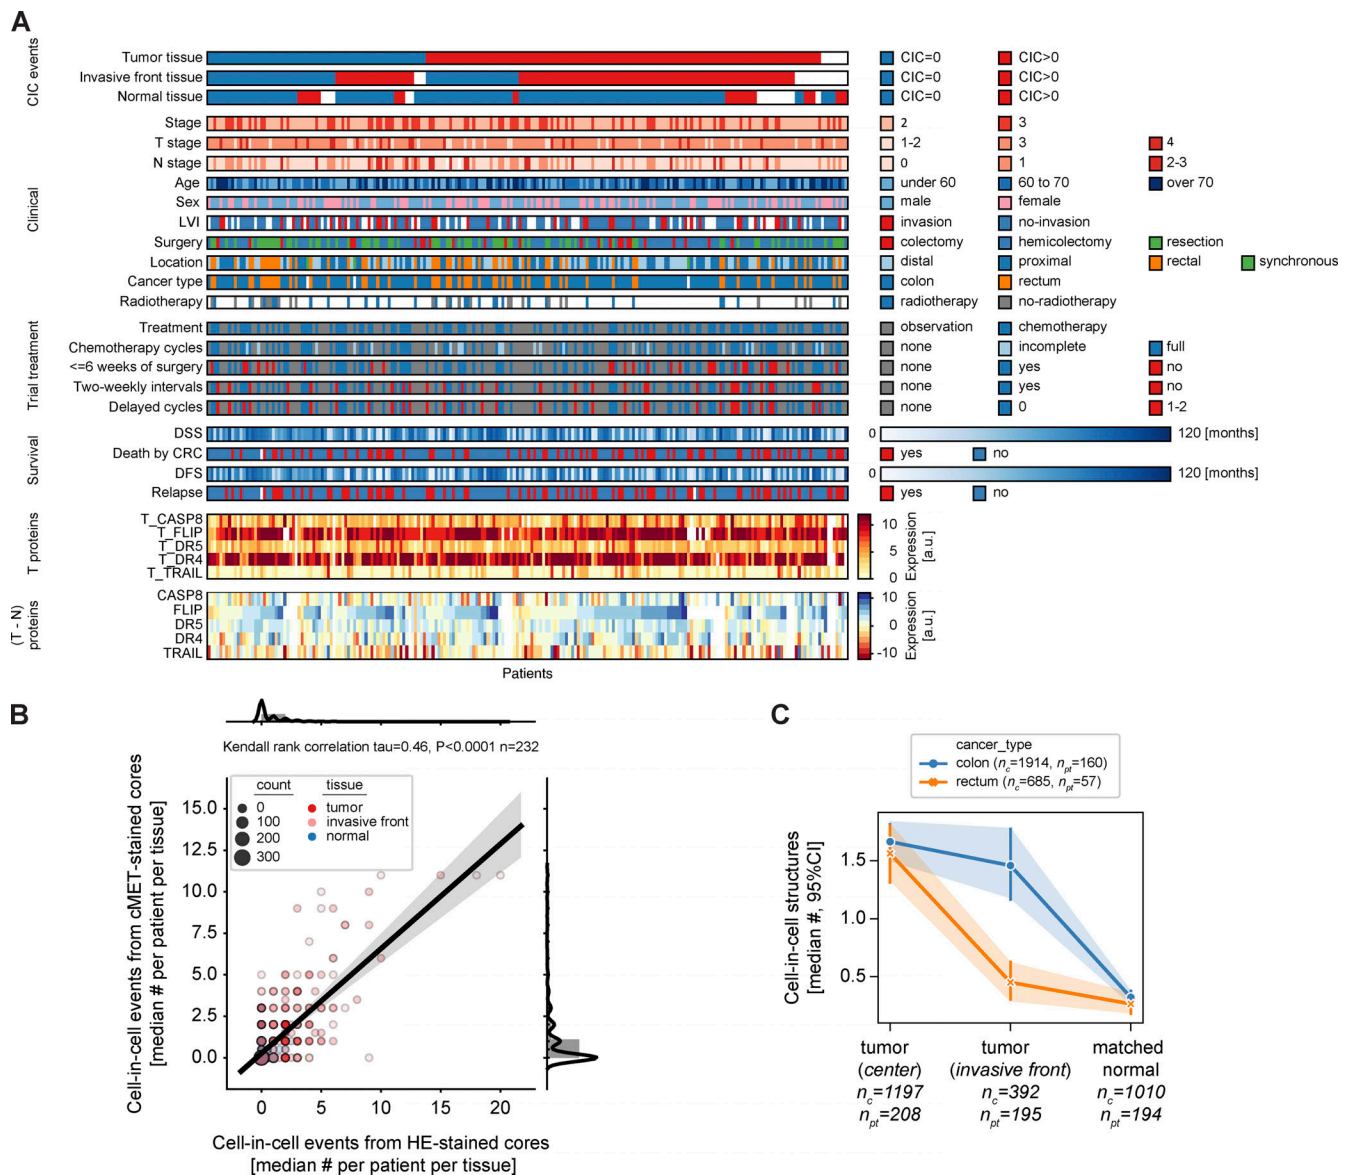 A
CIC events
Tumor tissue CIC=0 CIC>0
Invasive front tissue CIC=0 CIC>0
Normal tissue CIC=0 CIC>0
Clinical
Stage 2 3
T stage 1-2 3 4
N stage 0 1 2-3
Age under 60 60 to 70 over 70
Sex male female
LVI invasion no-invasion
Surgery colectomy hemicolectomy resection
Location distal proximal rectal synchronous
Cancer type colon rectum
Radiotherapy radiotherapy no-radiotherapy
Trial treatment
Treatment observation chemotherapy
Chemotherapy cycles none incomplete full
<=6 weeks of surgery none yes no
Two-weekly intervals none yes no
Delayed cycles none 0 1-2
Survival
DSS 0 120 [months]
Death by CRC yes no
DFS 0 120 [months]
Relapse yes no
T proteins
T_CASP8
T_FLIP
T_DR5
T_DR4
T_TRAIL
10
5
0
Expression
[a.u.]
(T - N)
proteins
CASP8
FLIP
DR5
DR4
TRAIL
10
0
-10
Expression
[a.u.]
Patients
B
Kendall rank correlation tau=0.46, P<0.0001 n=232
Cell-in-cell events from cMET-stained cores
[median # per patient per tissue]
count tissue
0 tumor
100 invasive front
200 normal
300
15.0
12.5
10.0
7.5
5.0
2.5
0.0
0 5 10 15 20
Cell-in-cell events from HE-stained cores
[median # per patient per tissue]
C
cancer_type
colon (n_c=1914, n_pt=160)
rectum (n_c=685, n_pt=57)
Cell-in-cell structures
[median #, 95%CI]
1.5
1.0
0.5
tumor tumor matched
(center) (invasive front) normal
n_c=1197 n_c=392 n_c=1010
n_pt=208 n_pt=195 n_pt=194